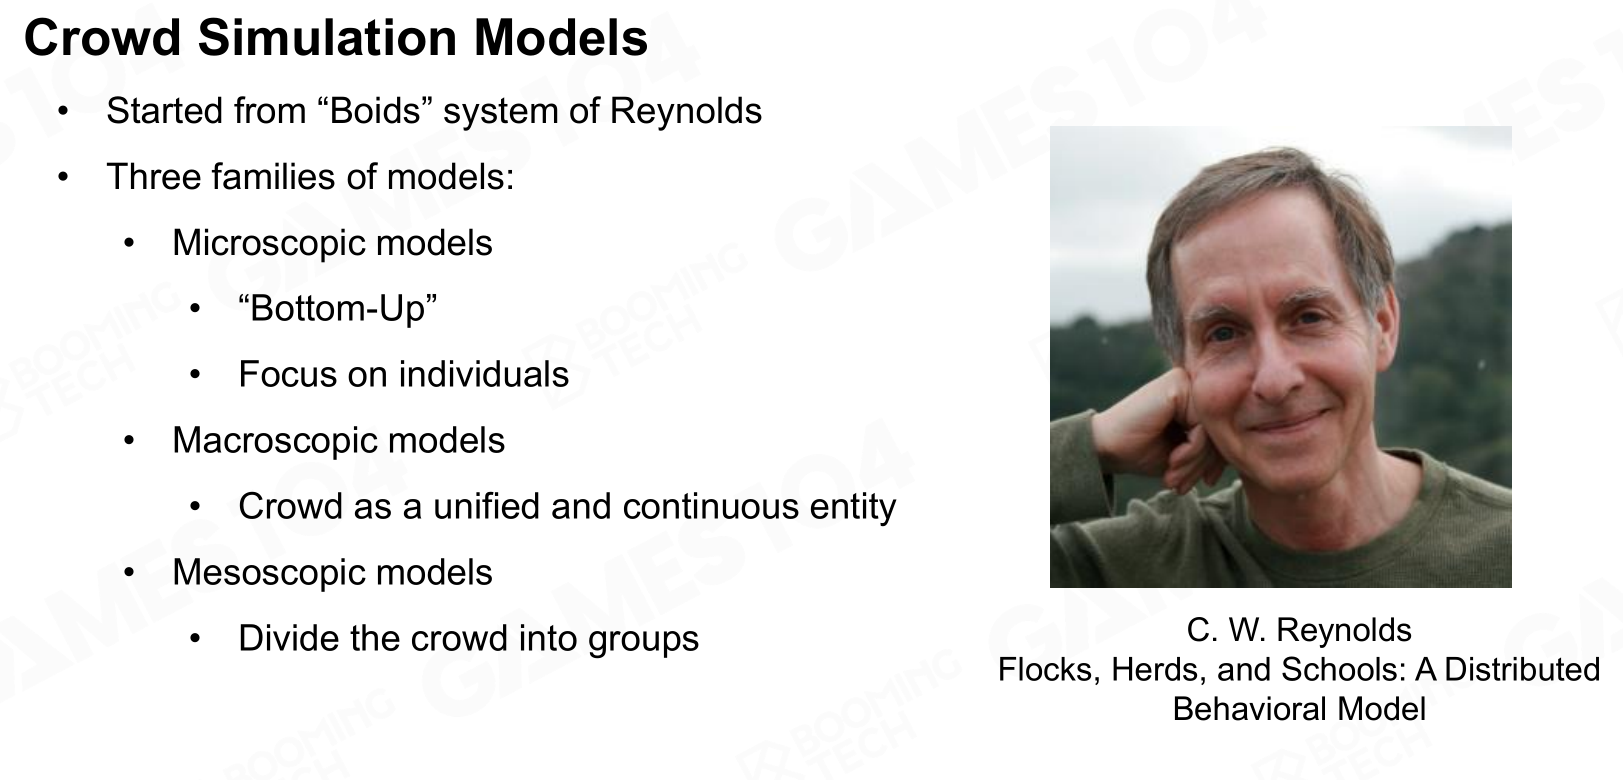 Crowd Simulation Models
• Started from “Boids” system of Reynolds
• Three families of models:
• Microscopic models
• “Bottom-Up”
• Focus on individuals
• Macroscopic models
• Crowd as a unified and continuous entity
• Mesoscopic models
• Divide the crowd into groups
C. W. Reynolds
Flocks, Herds, and Schools: A Distributed
Behavioral Model
GAMES104
BOOMING
TECH